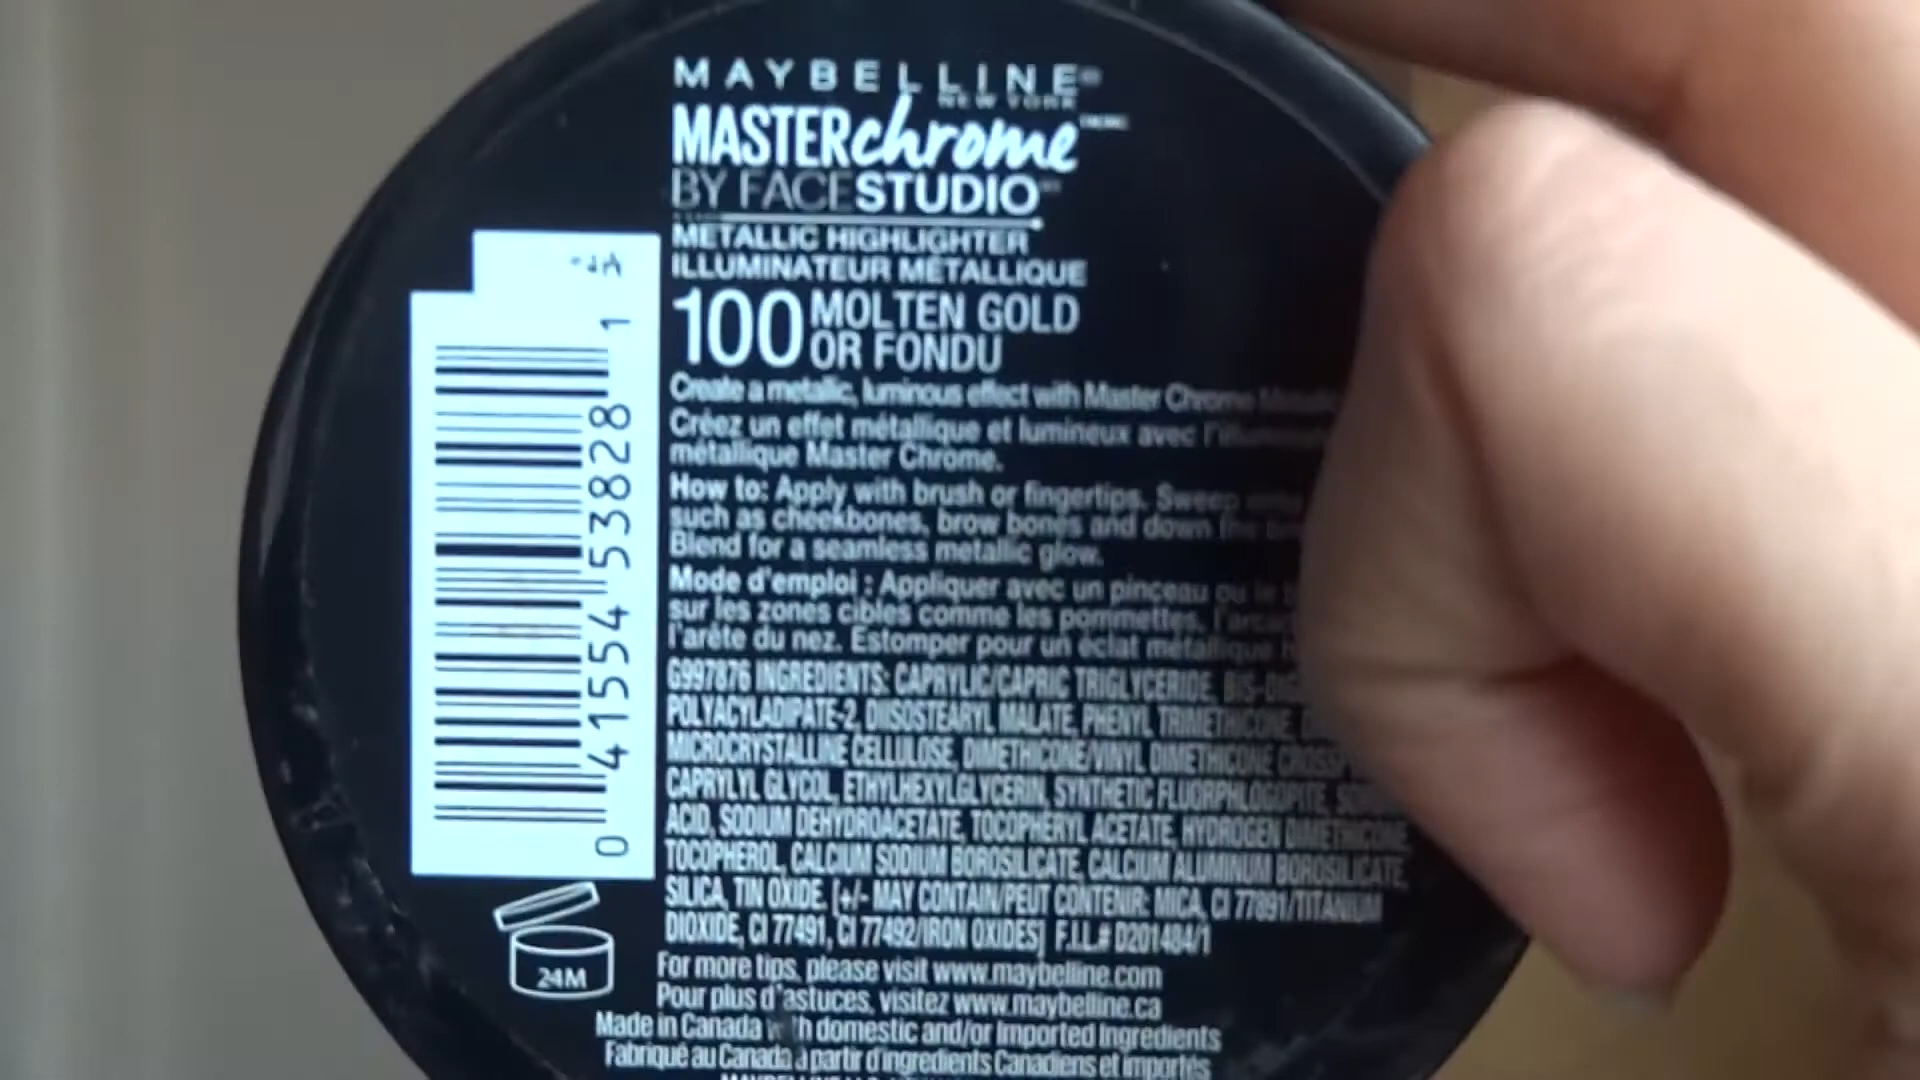 MAYBELLINE®
NEW YORK
MASTERchrome™
BY FACESTUDIO
METALLIC HIGHLIGHTER
ILLUMINATEUR MÉTALLIQUE
100 MOLTEN GOLD
OR FONDU
Create a metallic, luminous effect with Master Chrome
Créez un effet métallique et lumineux avec
métallique Master Chrome.
How to: Apply with brush or fingertips. Sweep
such as cheekbones, brow bones and down the
Blend for a seamless metallic glow.
Mode d'emploi : Appliquer avec un pinceau ou le
sur les zones cibles comme les pommettes,
l'arête du nez. Estomper pour un éclat métallique
G997876 INGREDIENTS: CAPRYLIC/CAPRIC TRIGLYCERIDE,
POLYACYLADIPATE-2, DIISOSTEARYL MALATE, PHENYL TRIMETHICONE,
MICROCRYSTALLINE CELLULOSE, DIMETHICONE/VINYL DIMETHICONE
CAPRYLYL GLYCOL, ETHYLHEXYLGLYCERIN, SYNTHETIC FLUORPHLOGOPITE,
ACID, SODIUM DEHYDROACETATE, TOCOPHERYL ACETATE, HYDROGEN DIMETHICONE,
TOCOPHEROL, CALCIUM SODIUM BOROSILICATE, CALCIUM ALUMINUM BOROSILICATE,
SILICA, TIN OXIDE. [+/- MAY CONTAIN/PEUT CONTENIR: MICA, CI 77891/TITANIUM
DIOXIDE, CI 77491, CI 77492/IRON OXIDES] F.I.L.# D201484/1
For more tips, please visit www.maybelline.com
Pour plus d'astuces, visitez www.maybelline.ca
Made in Canada domestic and/or Imported Ingredients
Fabriqué au Canada à partir d'ingredients Canadiens et importés
0 41554 53828 1
24M